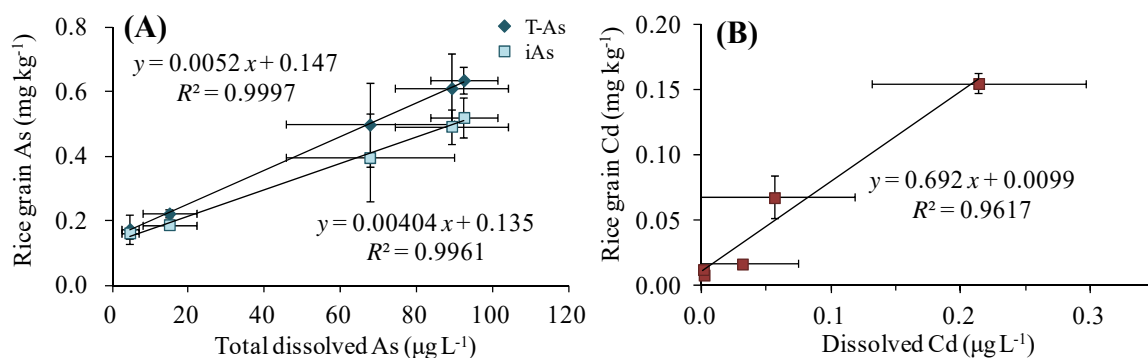 (A)
T-As
iAs
y = 0.0052 x + 0.147
R² = 0.9997
y = 0.00404 x + 0.135
R² = 0.9961
Rice grain As (mg kg⁻¹)
0.8
0.6
0.4
0.2
0.0
0 20 40 60 80 100 120
Total dissolved As (µg L⁻¹)
(B)
y = 0.692 x + 0.0099
R² = 0.9617
Rice grain Cd (mg kg⁻¹)
0.20
0.15
0.10
0.05
0.00
0.0 0.1 0.2 0.3
Dissolved Cd (µg L⁻¹)